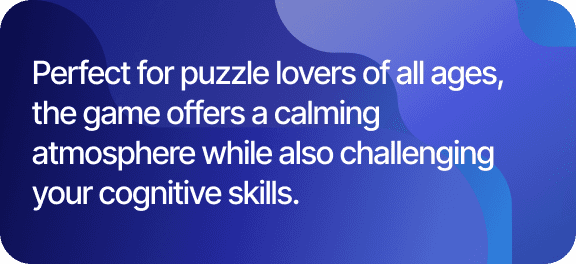 Perfect for puzzle lovers of all ages,
the game offers a calming
atmosphere while also challenging
your cognitive skills.